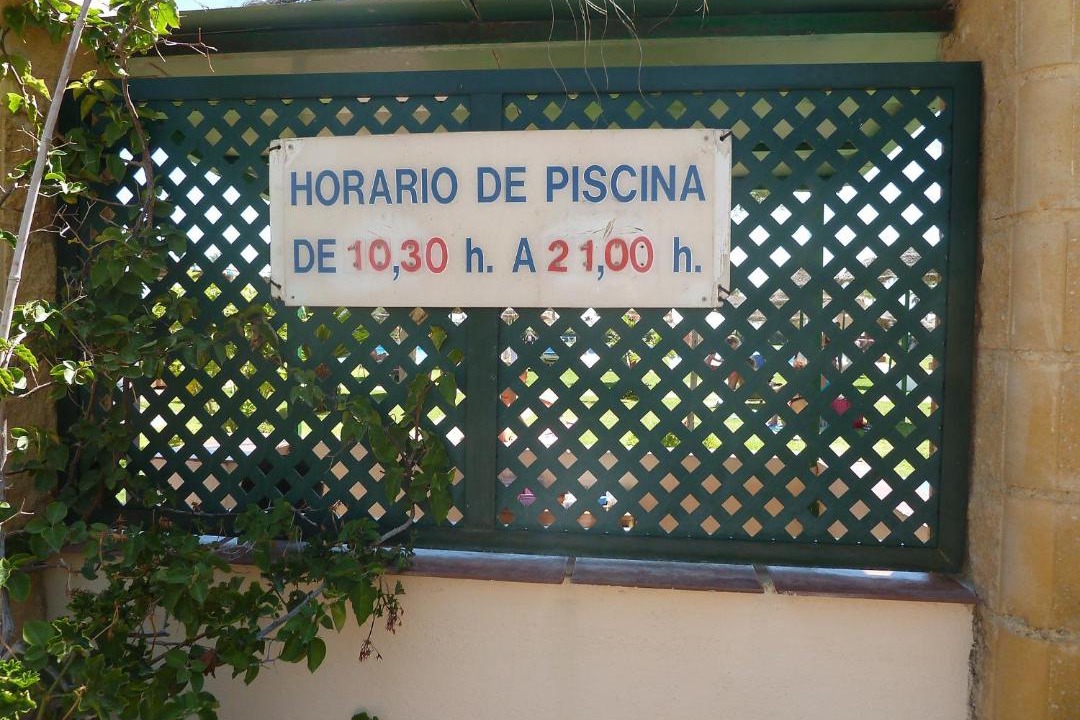 HORARIO DE PISCINA
DE 10,30 h. A 21,00 h.